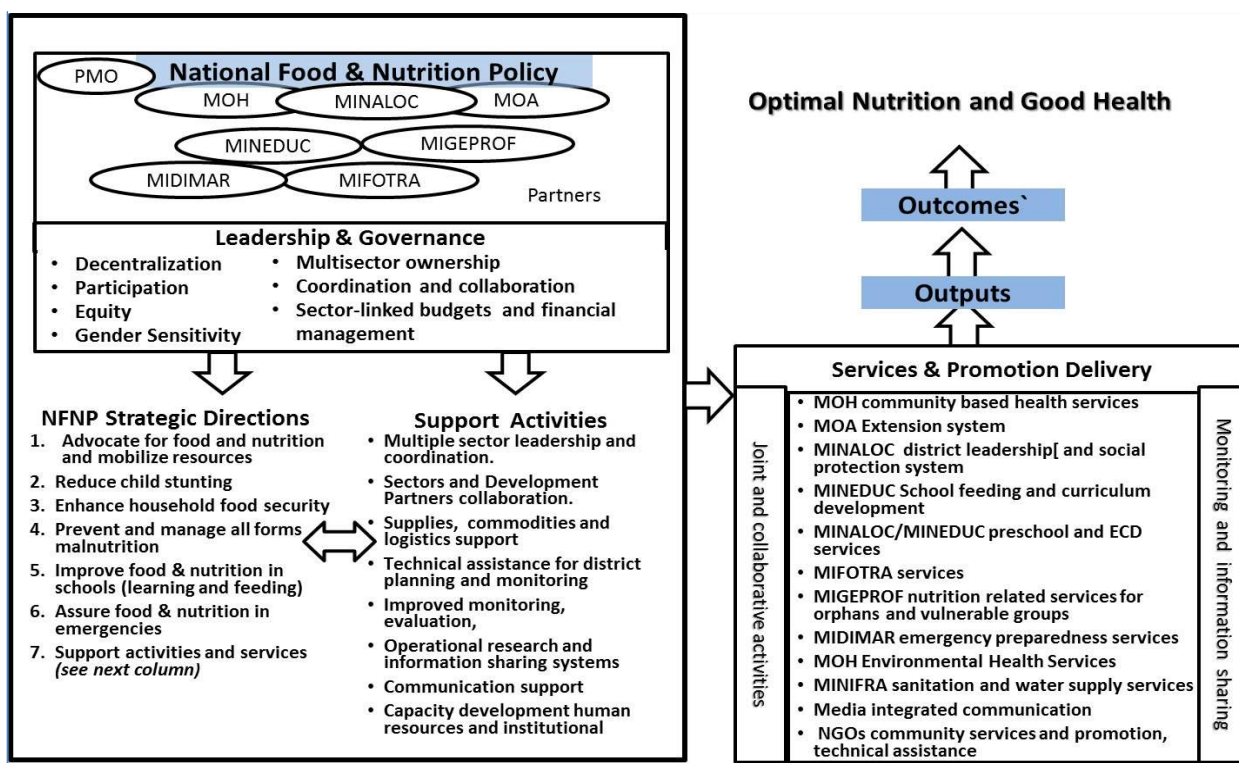 PMO
National Food & Nutrition Policy
MOH
MINALOC
MOA
MINEDUC
MIGEPROF
MIDIMAR
MIFOTRA
Partners
Leadership & Governance
• Decentralization
• Participation
• Equity
• Gender Sensitivity
• Multisector ownership
• Coordination and collaboration
• Sector-linked budgets and financial
management
NFNP Strategic Directions
1. Advocate for food and nutrition
and mobilize resources
2. Reduce child stunting
3. Enhance household food security
4. Prevent and manage all forms
malnutrition
5. Improve food & nutrition in
schools (learning and feeding)
6. Assure food & nutrition in
emergencies
7. Support activities and services
(see next column)
Support Activities
• Multiple sector leadership and
coordination.
• Sectors and Development
Partners collaboration.
• Supplies, commodities and
logistics support
• Technical assistance for district
planning and monitoring
• Improved monitoring,
evaluation,
• Operational research and
information sharing systems
• Communication support
• Capacity development human
resources and institutional
Optimal Nutrition and Good Health
Outcomes`
Outputs
Services & Promotion Delivery
Joint and collaborative activities
• MOH community based health services
• MOA Extension system
• MINALOC district leadership[ and social
protection system
• MINEDUC School feeding and curriculum
development
• MINALOC/MINEDUC preschool and ECD
services
• MIFOTRA services
• MIGEPROF nutrition related services for
orphans and vulnerable groups
• MIDIMAR emergency preparedness services
• MOH Environmental Health Services
• MINIFRA sanitation and water supply services
• Media integrated communication
• NGOs community services and promotion,
technical assistance
Monitoring and information sharing